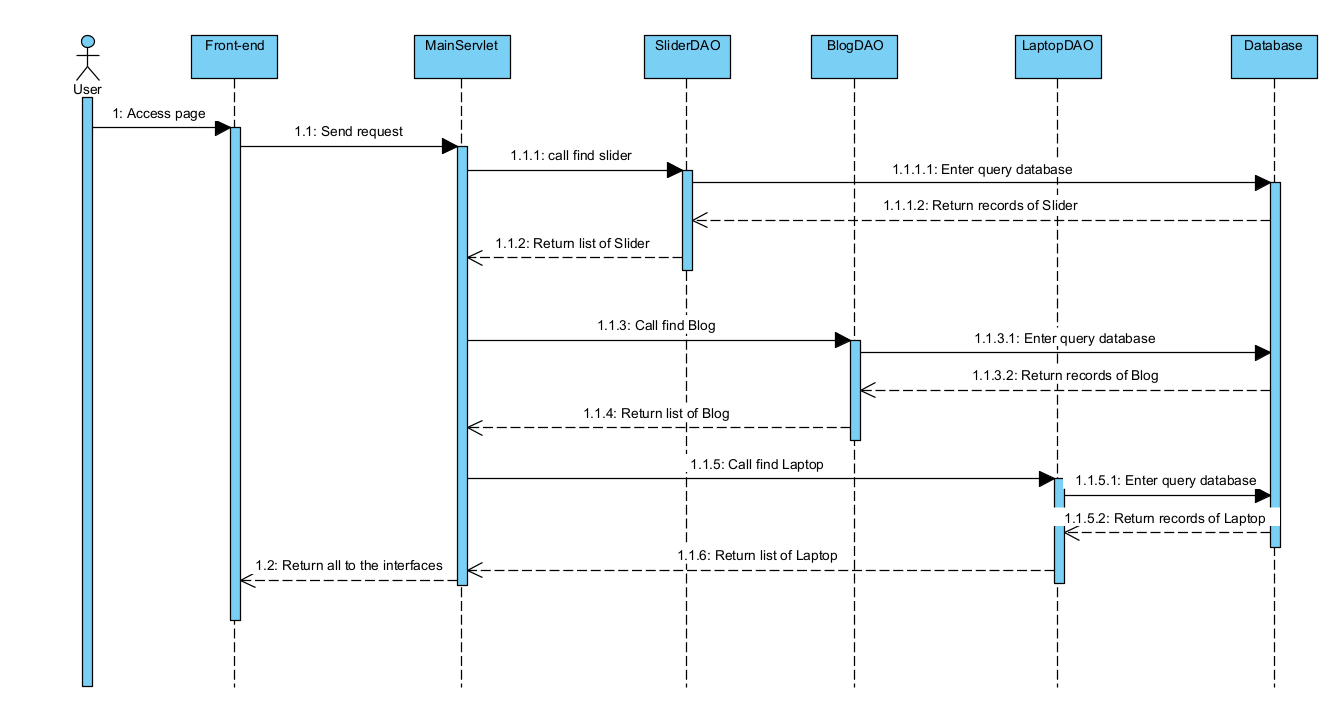 Front-end
MainServlet
SliderDAO
BlogDAO
LaptopDAO
Database
User
1: Access page
1.1: Send request
1.1.1: call find slider
1.1.1.1: Enter query database
1.1.1.2: Return records of Slider
1.1.2: Return list of Slider
1.1.3: Call find Blog
1.1.3.1: Enter query database
1.1.3.2: Return records of Blog
1.1.4: Return list of Blog
1.1.5: Call find Laptop
1.1.5.1: Enter query database
1.1.5.2: Return records of Laptop
1.1.6: Return list of Laptop
1.2: Return all to the interfaces